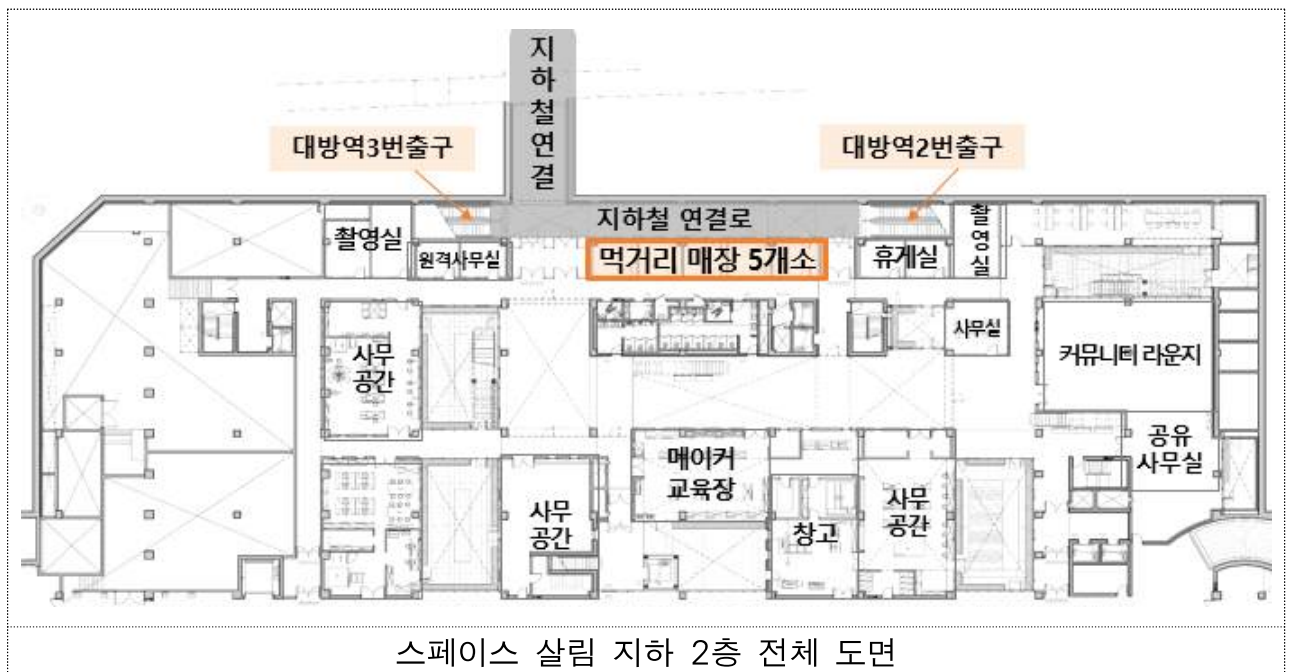 지하철연결
대방역3번출구
대방역2번출구
지하철 연결로
촬영실
원격사무실
먹거리 매장 5개소
휴게실
촬영실
사무실
사무
공간
커뮤니티 라운지
공유
사무실
메이커
교육장
사무
공간
창고
사무
공간
스페이스 살림 지하 2층 전체 도면